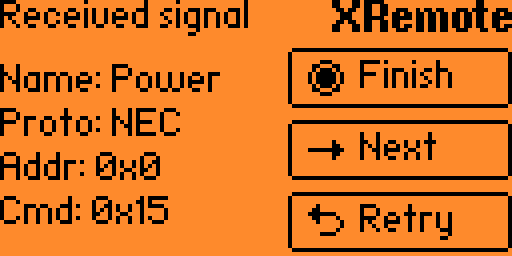 Received signal
XRemote
Name: Power
Proto: NEC
Addr: 0x0
Cmd: 0x15
Finish
Next
Retry